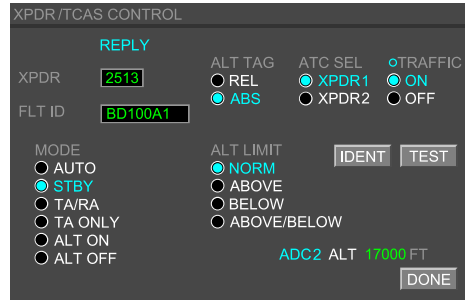 XPDR/TCAS CONTROL
REPLY
XPDR 2513
FLT ID BD100A1
ALT TAG
REL
ABS
ATC SEL
XPDR1
XPDR2
TRAFFIC
ON
OFF
MODE
AUTO
STBY
TA/RA
TA ONLY
ALT ON
ALT OFF
ALT LIMIT
NORM
ABOVE
BELOW
ABOVE/BELOW
IDENT TEST
ADC2 ALT 17000 FT
DONE